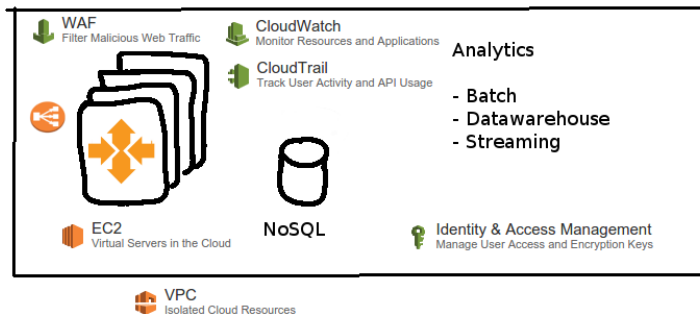 WAF
Filter Malicious Web Traffic
CloudWatch
Monitor Resources and Applications
CloudTrail
Track User Activity and API Usage
Analytics
- Batch
- Datawarehouse
- Streaming
EC2
Virtual Servers in the Cloud
NoSQL
Identity & Access Management
Manage User Access and Encryption Keys
VPC
Isolated Cloud Resources